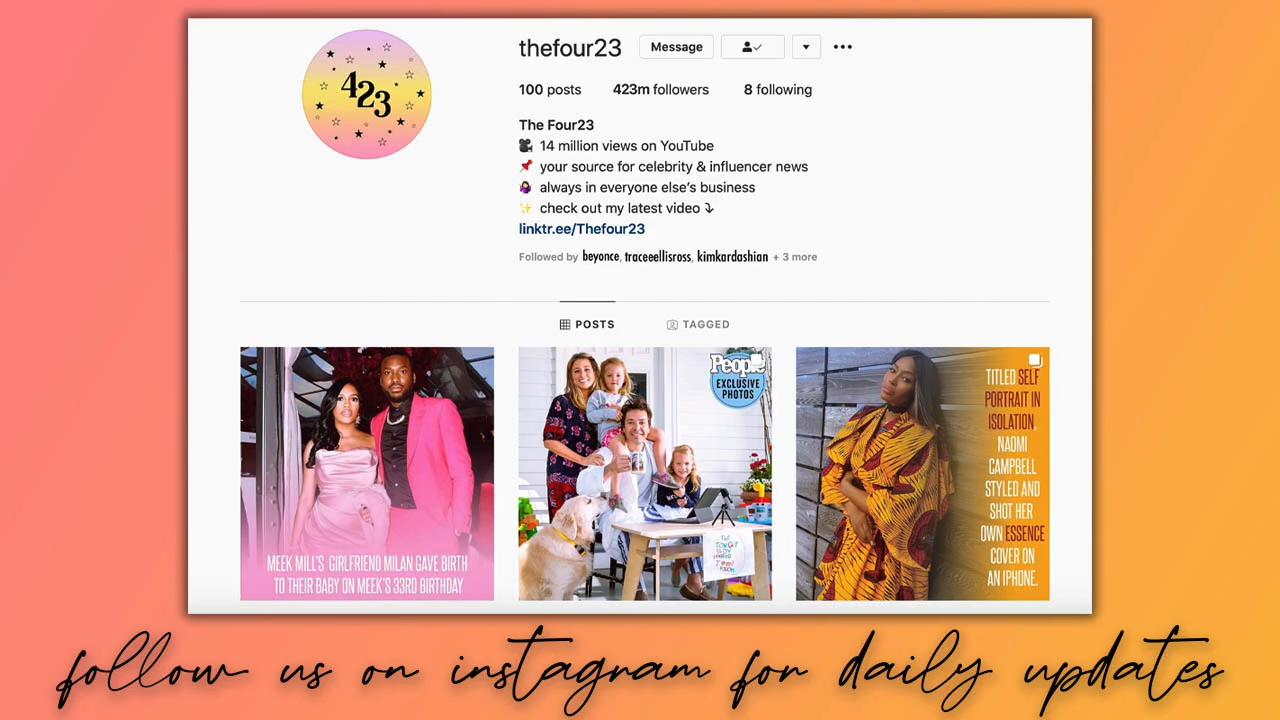 423
thefour23 Message
100 posts 423m followers 8 following
The Four23
14 million views on YouTube
your source for celebrity & influencer news
always in everyone else’s business
check out my latest video
linktr.ee/Thefour23
Followed by beyonce, traceeellisross, kimkardashian + 3 more
POSTS TAGGED
MEEK MILL'S GIRLFRIEND MILAN GAVE BIRTH
TO THEIR BABY ON MEEK'S 33RD BIRTHDAY
People
EXCLUSIVE
PHOTOS
THE
TONIGHT
SHOW
TITLED SELF
PORTRAIT IN
ISOLATION,
NAOMI
CAMPBELL
STYLED AND
SHOT HER
OWN ESSENCE
COVER ON
AN IPHONE.
follow us on instagram for daily updates